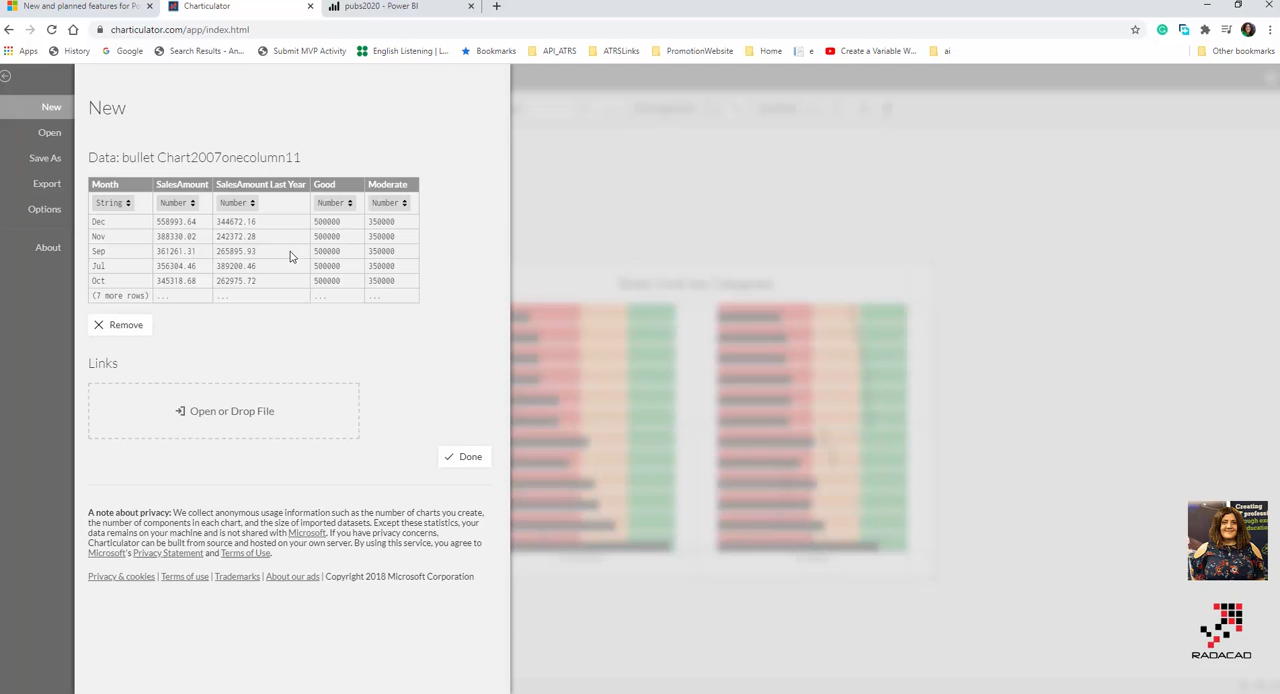 New and planned features for P
Charticulator
pubs2020 - Power BI
charticulator.com/app/index.html
Apps
History
Google
Search Results - An...
Submit MVP Activity
English Listening | L...
Bookmarks
API_ATRS
ATRSLinks
PromotionWebsite
Home
e
Create a Variable W...
ai
Other bookmarks
New
Open
Save As
Export
Options
About
New
Data: bullet Chart2007onecolumn11
Month SalesAmount SalesAmount Last Year Good Moderate
String Number Number Number Number
Dec 558993.64 344672.16 500000 350000
Nov 388330.02 242372.28 500000 350000
Sep 361261.31 265895.93 500000 350000
Jul 356304.46 389200.46 500000 350000
Oct 345318.68 262975.72 500000 350000
(7 more rows) ... ... ... ...
Remove
Links
Open or Drop File
Done
A note about privacy: We collect anonymous usage information such as the number of charts you create,
the number of components in each chart, and the size of imported datasets. Except these statistics, your
data remains on your machine and is not shared with Microsoft. If you have privacy concerns,
Charticulator can be built from source and hosted on your own server. By using this service, you agree to
Microsoft's Privacy Statement and Terms of Use.
Privacy & cookies | Terms of use | Trademarks | About our ads | Copyright 2018 Microsoft Corporation
RADACAD